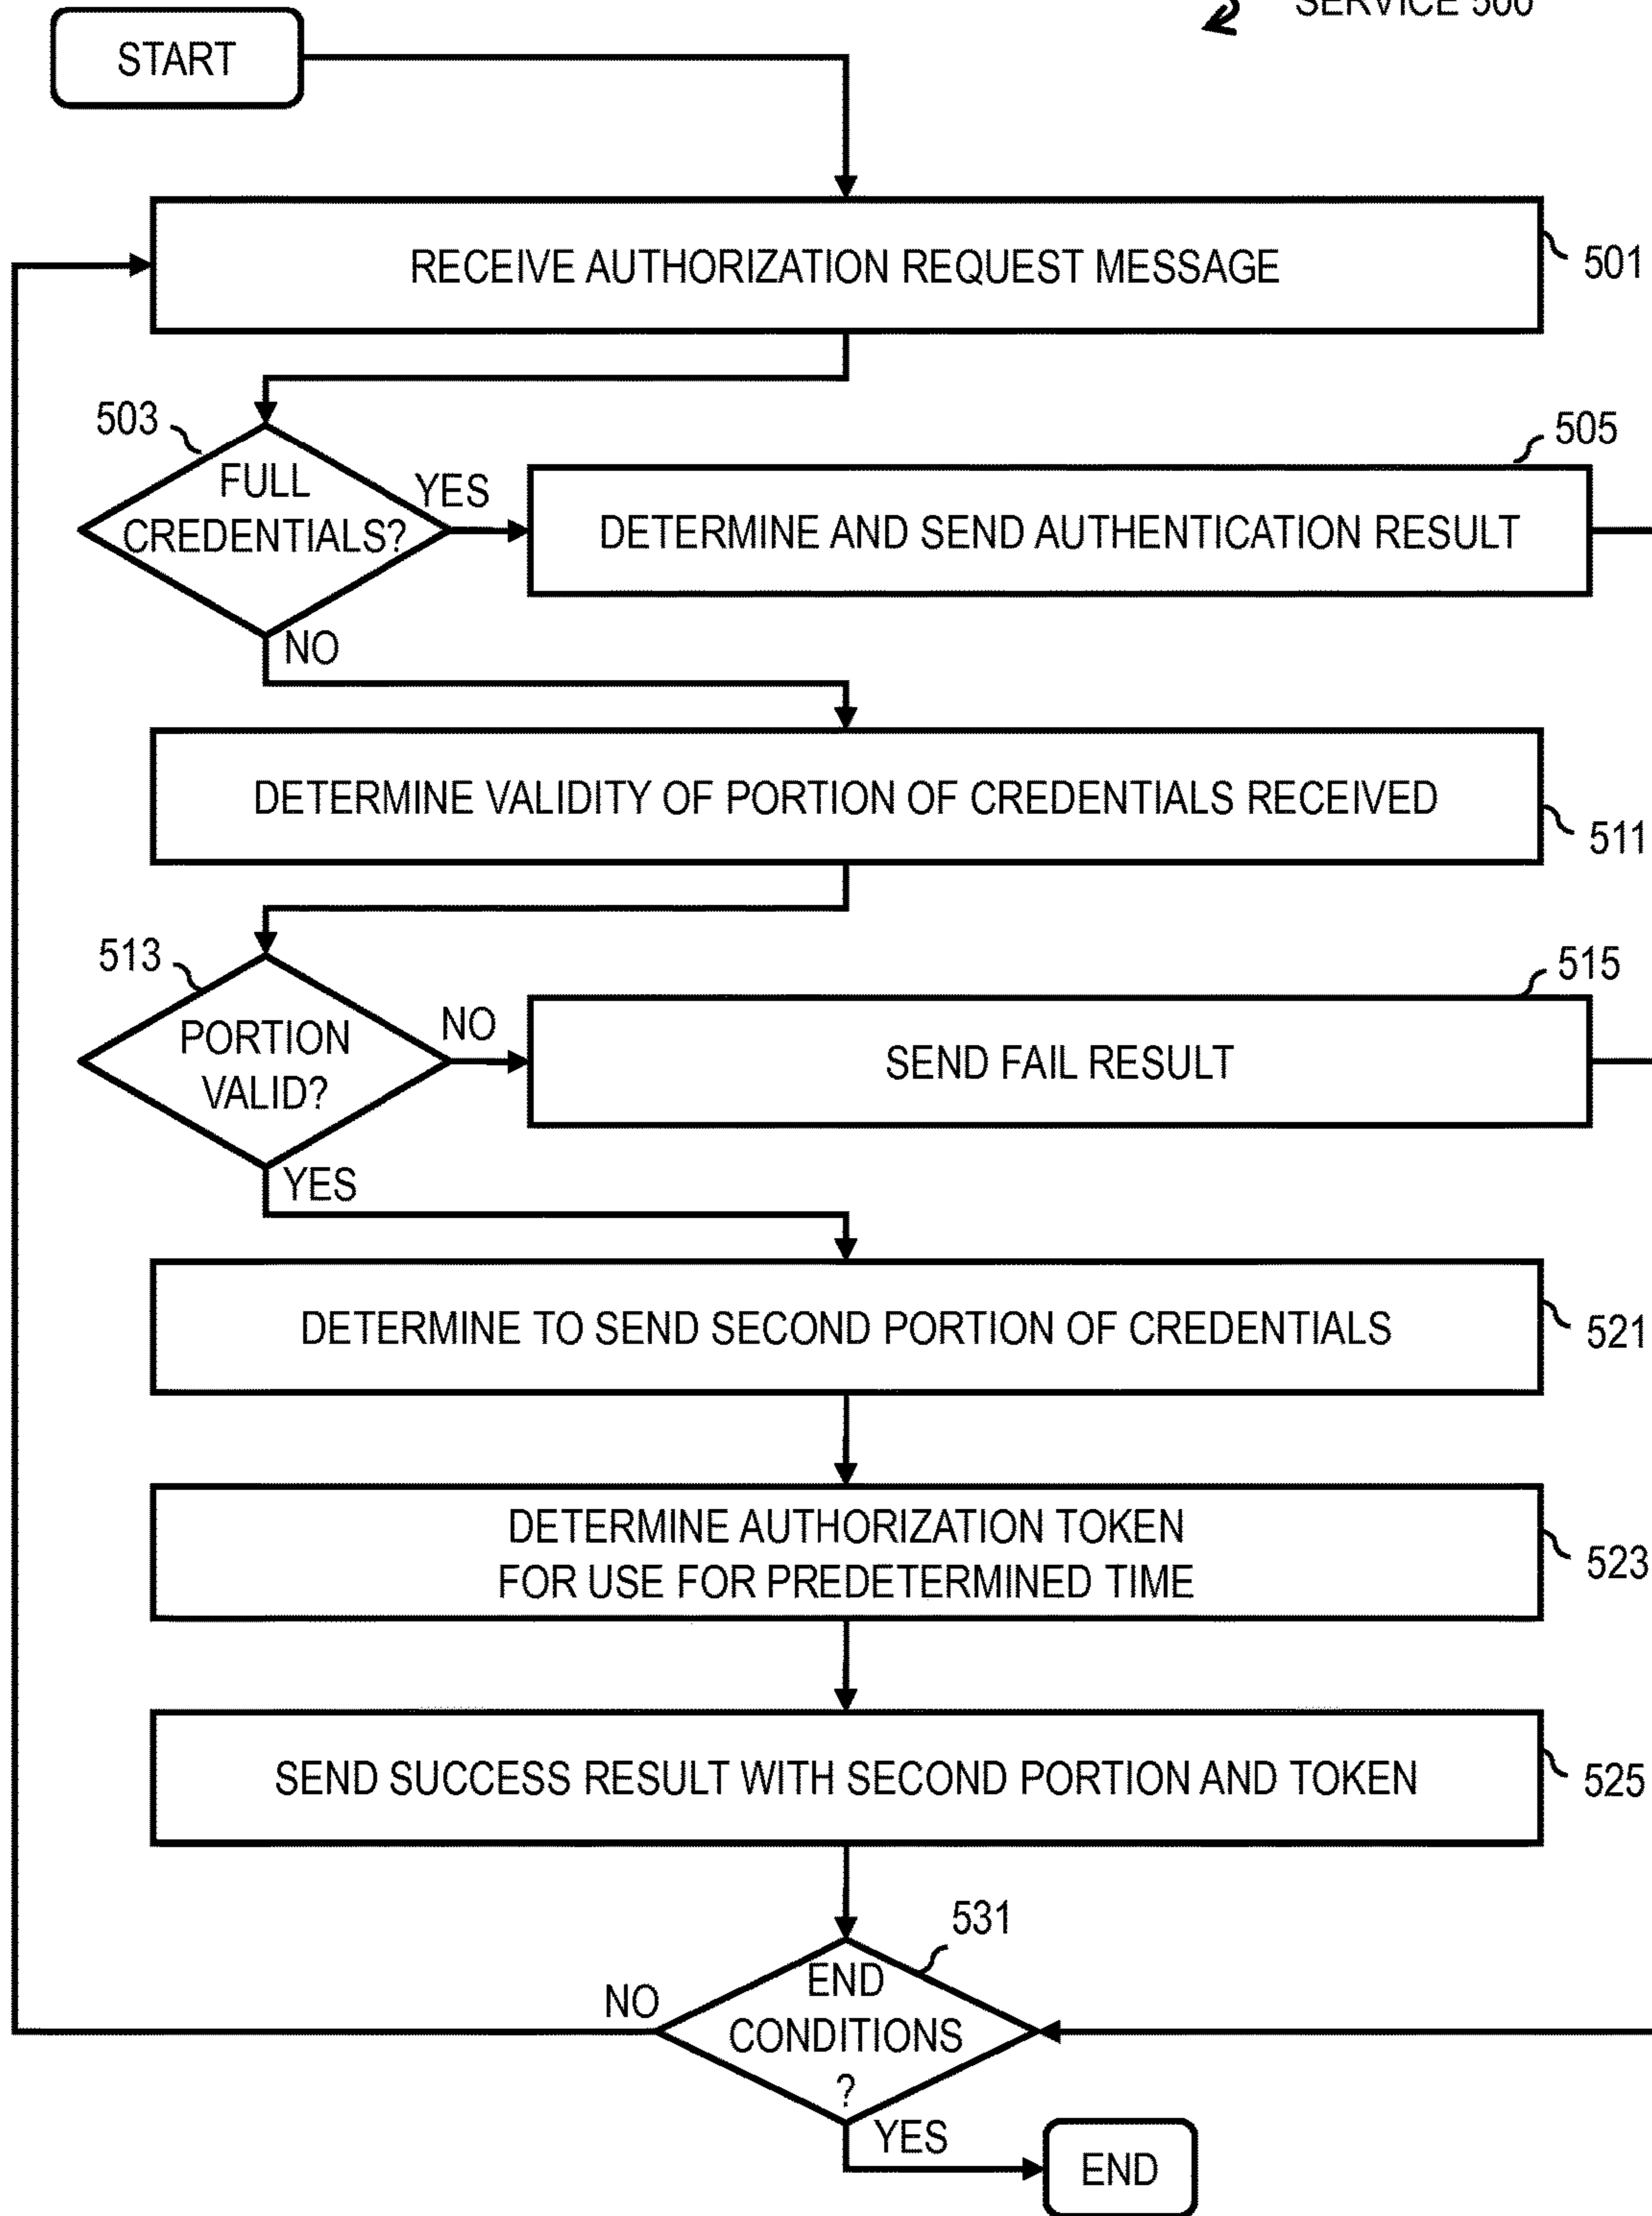 SERVICE 500
START
RECEIVE AUTHORIZATION REQUEST MESSAGE
501
503
FULL
CREDENTIALS?
YES
505
DETERMINE AND SEND AUTHENTICATION RESULT
NO
DETERMINE VALIDITY OF PORTION OF CREDENTIALS RECEIVED
511
513
PORTION
VALID?
NO
515
SEND FAIL RESULT
YES
DETERMINE TO SEND SECOND PORTION OF CREDENTIALS
521
DETERMINE AUTHORIZATION TOKEN
FOR USE FOR PREDETERMINED TIME
523
SEND SUCCESS RESULT WITH SECOND PORTION AND TOKEN
525
531
END
CONDITIONS
?
NO
YES
END